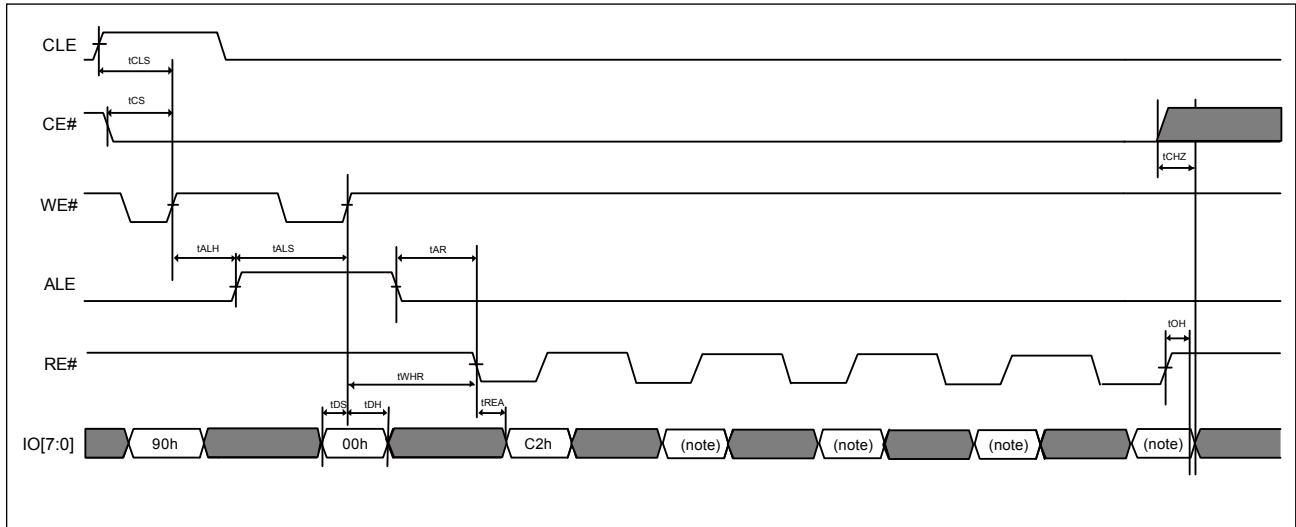 CLE
tCLS
tCS
CE#
tCHZ
WE#
tALH tALS tAR
ALE
tOH
RE#
tWHR
tDS tDH tREA
IO[7:0] 90h 00h C2h (note) (note) (note) (note)